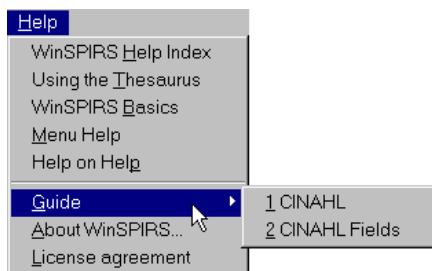 Help
WinSPIRS Help Index
Using the Thesaurus
WinSPIRS Basics
Menu Help
Help on Help
Guide
1 CINAHL
About WinSPIRS...
2 CINAHL Fields
License agreement